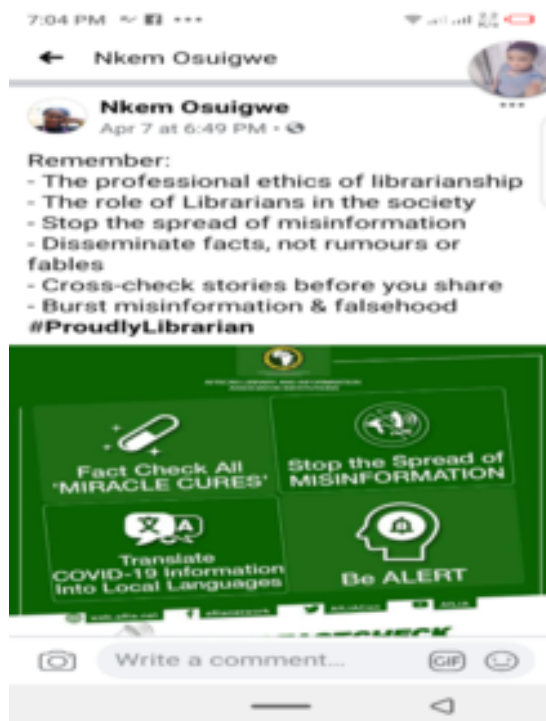 7:04 PM
Nkem Osuigwe
Nkem Osuigwe
Apr 7 at 6:49 PM
Remember:
- The professional ethics of librarianship
- The role of Librarians in the society
- Stop the spread of misinformation
- Disseminate facts, not rumours or
fables
- Cross-check stories before you share
- Burst misinformation & falsehood
#ProudlyLibrarian
Fact Check All
'MIRACLE CURES'
Stop the Spread of
MISINFORMATION
文 A
Translate
COVID-19 Information
Into Local Languages
Be ALERT
Write a comment...
GIF